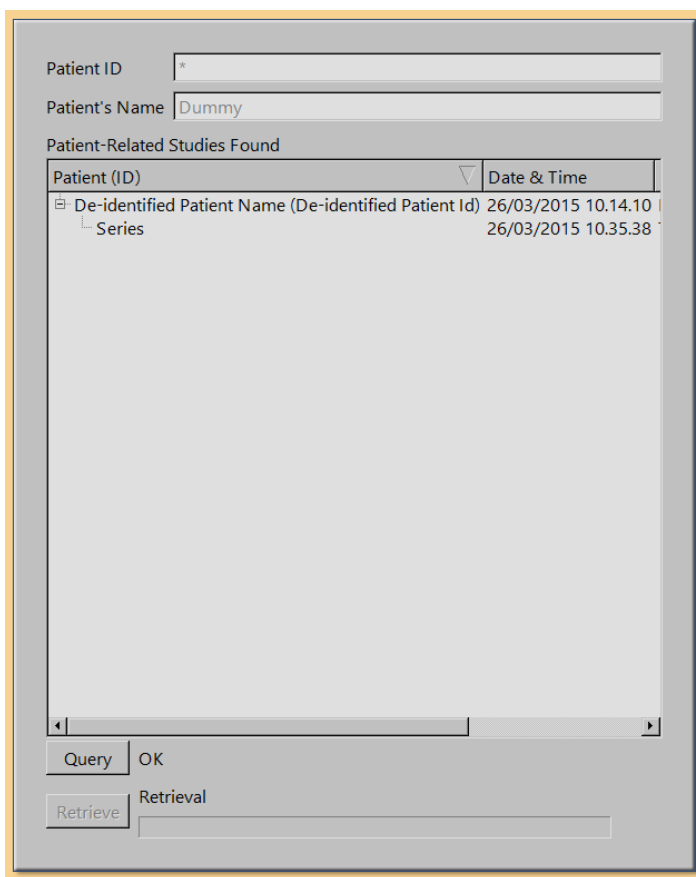 Patient ID *
Patient's Name Dummy
Patient-Related Studies Found
Patient (ID) Date & Time
De-identified Patient Name (De-identified Patient Id) 26/03/2015 10.14.10
Series 26/03/2015 10.35.38
Query OK
Retrieval
Retrieve